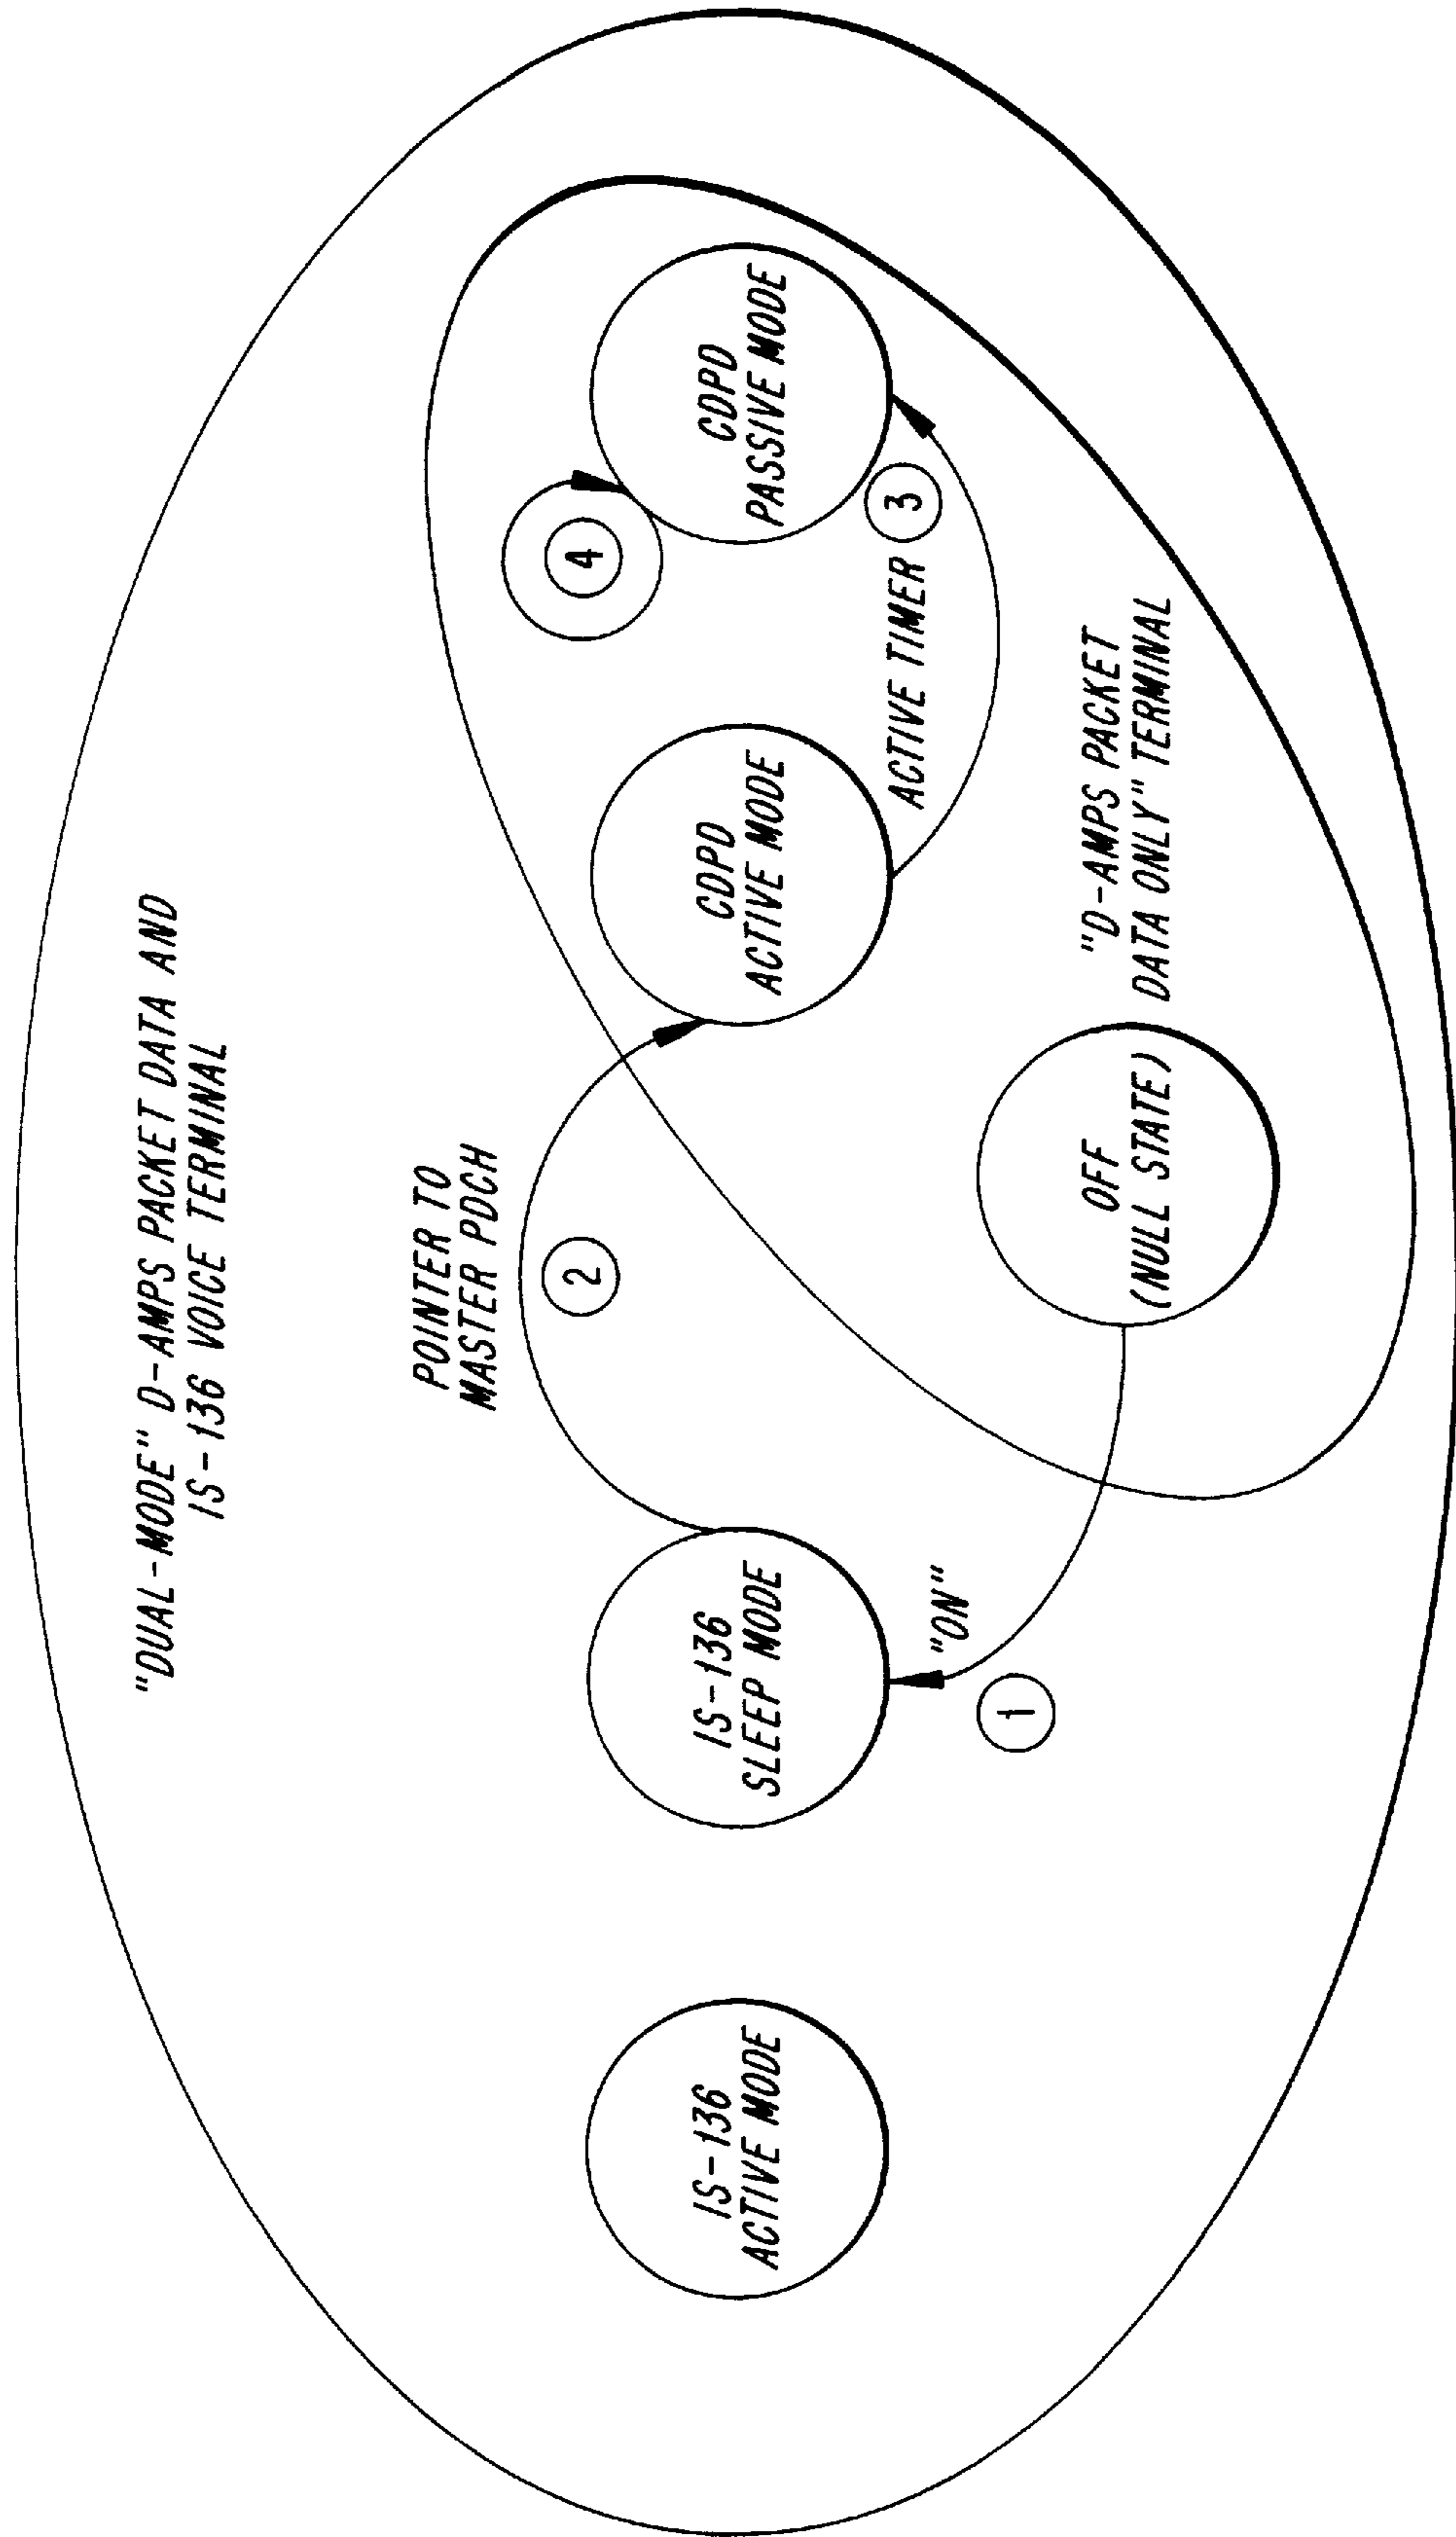 "DUAL-MODE" D-AMPS PACKET DATA AND
IS-136 VOICE TERMINAL
POINTER TO
MASTER PDCH
2
4
IS-136
ACTIVE MODE
IS-136
SLEEP MODE
CDPD
ACTIVE MODE
CDPD
PASSIVE MODE
"ON"
1
ACTIVE TIMER
3
OFF
(NULL STATE)
"D-AMPS PACKET
DATA ONLY" TERMINAL